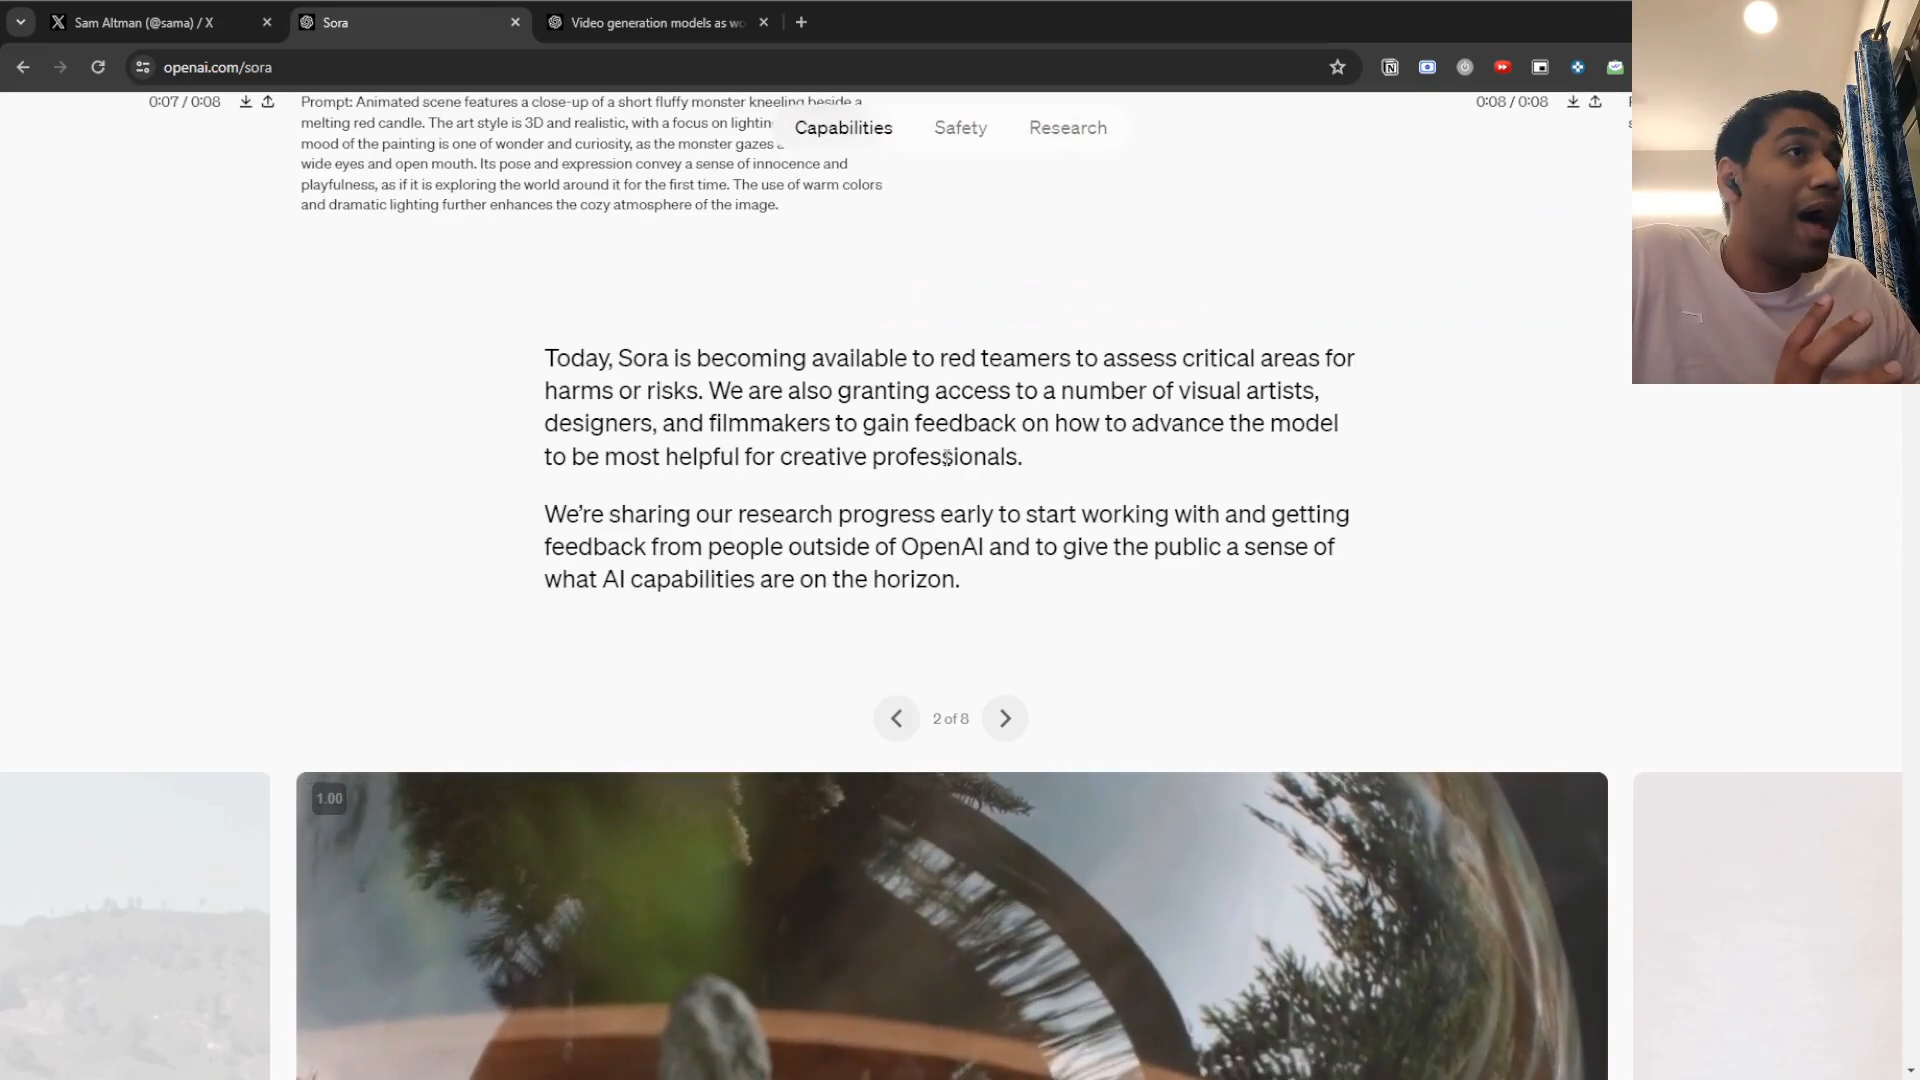 Sam Altman (@sama) / X
Sora
Video generation models as wo
openai.com/sora
0:07 / 0:08
Prompt: Animated scene features a close-up of a short fluffy monster kneeling beside a
melting red candle. The art style is 3D and realistic, with a focus on lightin
mood of the painting is one of wonder and curiosity, as the monster gazes
wide eyes and open mouth. Its pose and expression convey a sense of innocence and
playfulness, as if it is exploring the world around it for the first time. The use of warm colors
and dramatic lighting further enhances the cozy atmosphere of the image.
Capabilities
Safety
Research
0:08 / 0:08
Today, Sora is becoming available to red teamers to assess critical areas for
harms or risks. We are also granting access to a number of visual artists,
designers, and filmmakers to gain feedback on how to advance the model
to be most helpful for creative professionals.
We’re sharing our research progress early to start working with and getting
feedback from people outside of OpenAI and to give the public a sense of
what AI capabilities are on the horizon.
2 of 8
1.00